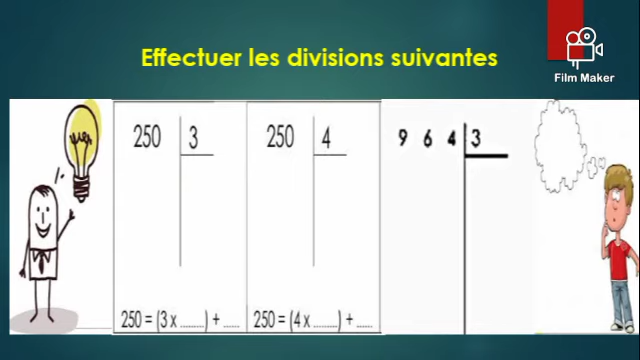 Effectuer les divisions suivantes
Film Maker
250 3
250 4
9 6 4 3
250 = (3 x ........) + ......
250 = (4 x ........) + ......